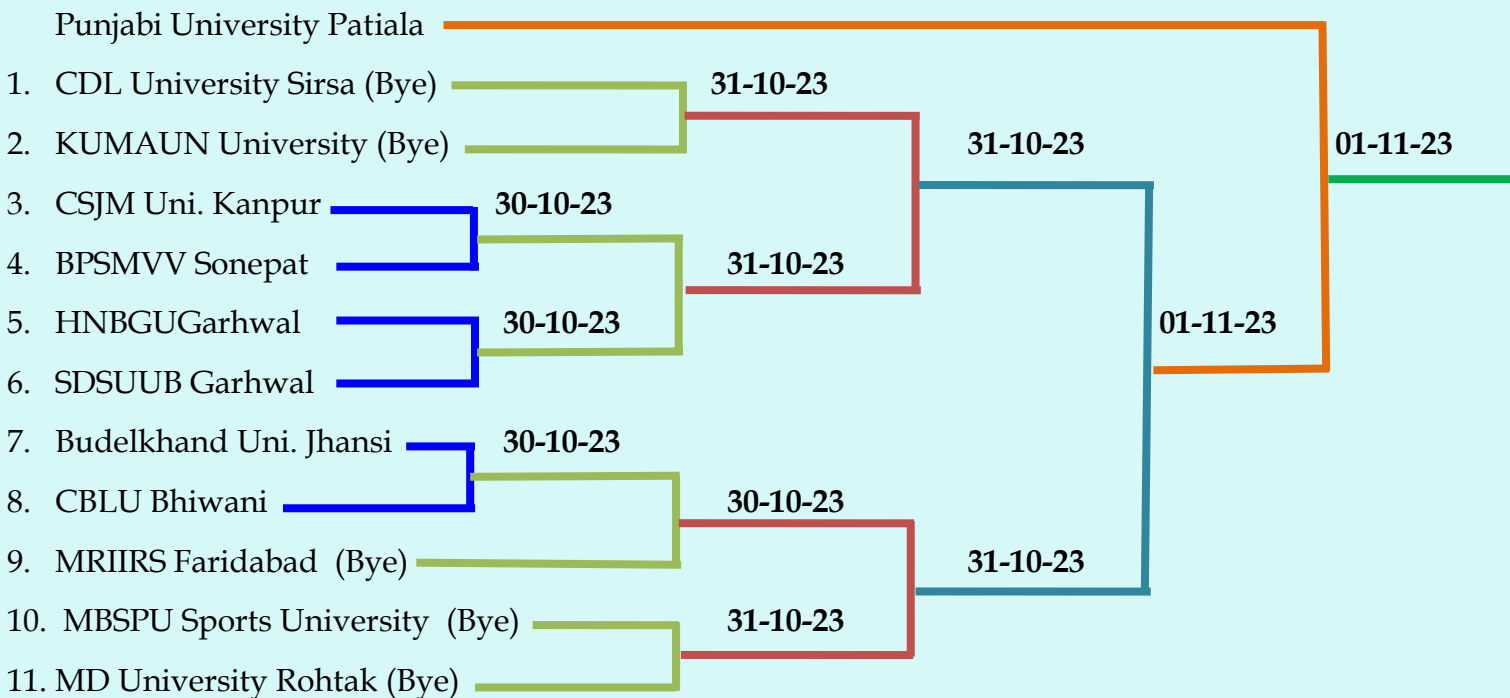 Punjabi University Patiala
1. CDL University Sirsa (Bye) 31-10-23
2. KUMAUN University (Bye) 31-10-23 01-11-23
3. CSJM Uni. Kanpur 30-10-23
4. BPSMVV Sonepat 31-10-23
5. HNBGUGarhwal 30-10-23 01-11-23
6. SDSUUB Garhwal
7. Budelkhand Uni. Jhansi 30-10-23
8. CBLU Bhiwani 30-10-23
9. MRIIRS Faridabad (Bye) 31-10-23
10. MBSPU Sports University (Bye) 31-10-23
11. MD University Rohtak (Bye)